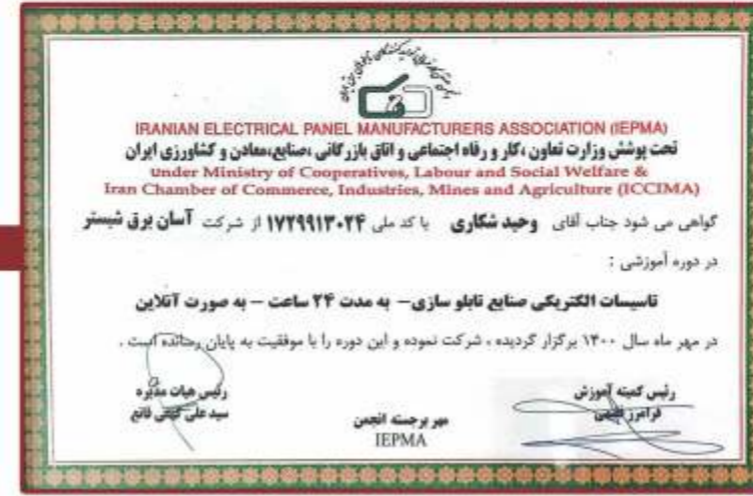 IRANIAN ELECTRICAL PANEL MANUFACTURERS ASSOCIATION (IEPMA)
تحت پوشش وزارت تعاون ،کار و رفاه اجتماعی و اتاق بازرگانی ،صنایع،معادن و کشاورزی ایران
under Ministry of Cooperatives, Labour and Social Welfare &
Iran Chamber of Commerce, Industries, Mines and Agriculture (ICCIMA)
گواهی می شود جناب آقای وحید شکاری با کد ملی ۱۷۲۹۹۱۳۰۲۴ از شرکت آسان برق شبستر
در دوره آموزشی :
تاسیسات الکتریکی صنایع تابلو سازی– به مدت ۲۴ ساعت – به صورت آنلاین
در مهر ماه سال ۱۴۰۰ برگزار گردیده ، شرکت نموده و این دوره را با موفقیت به پایان رسانده است .
رئیس کمیته آموزش
فرامرز
رئیس هیات مدیره
سید علی قانع
مهر برجسته انجمن
IEPMA